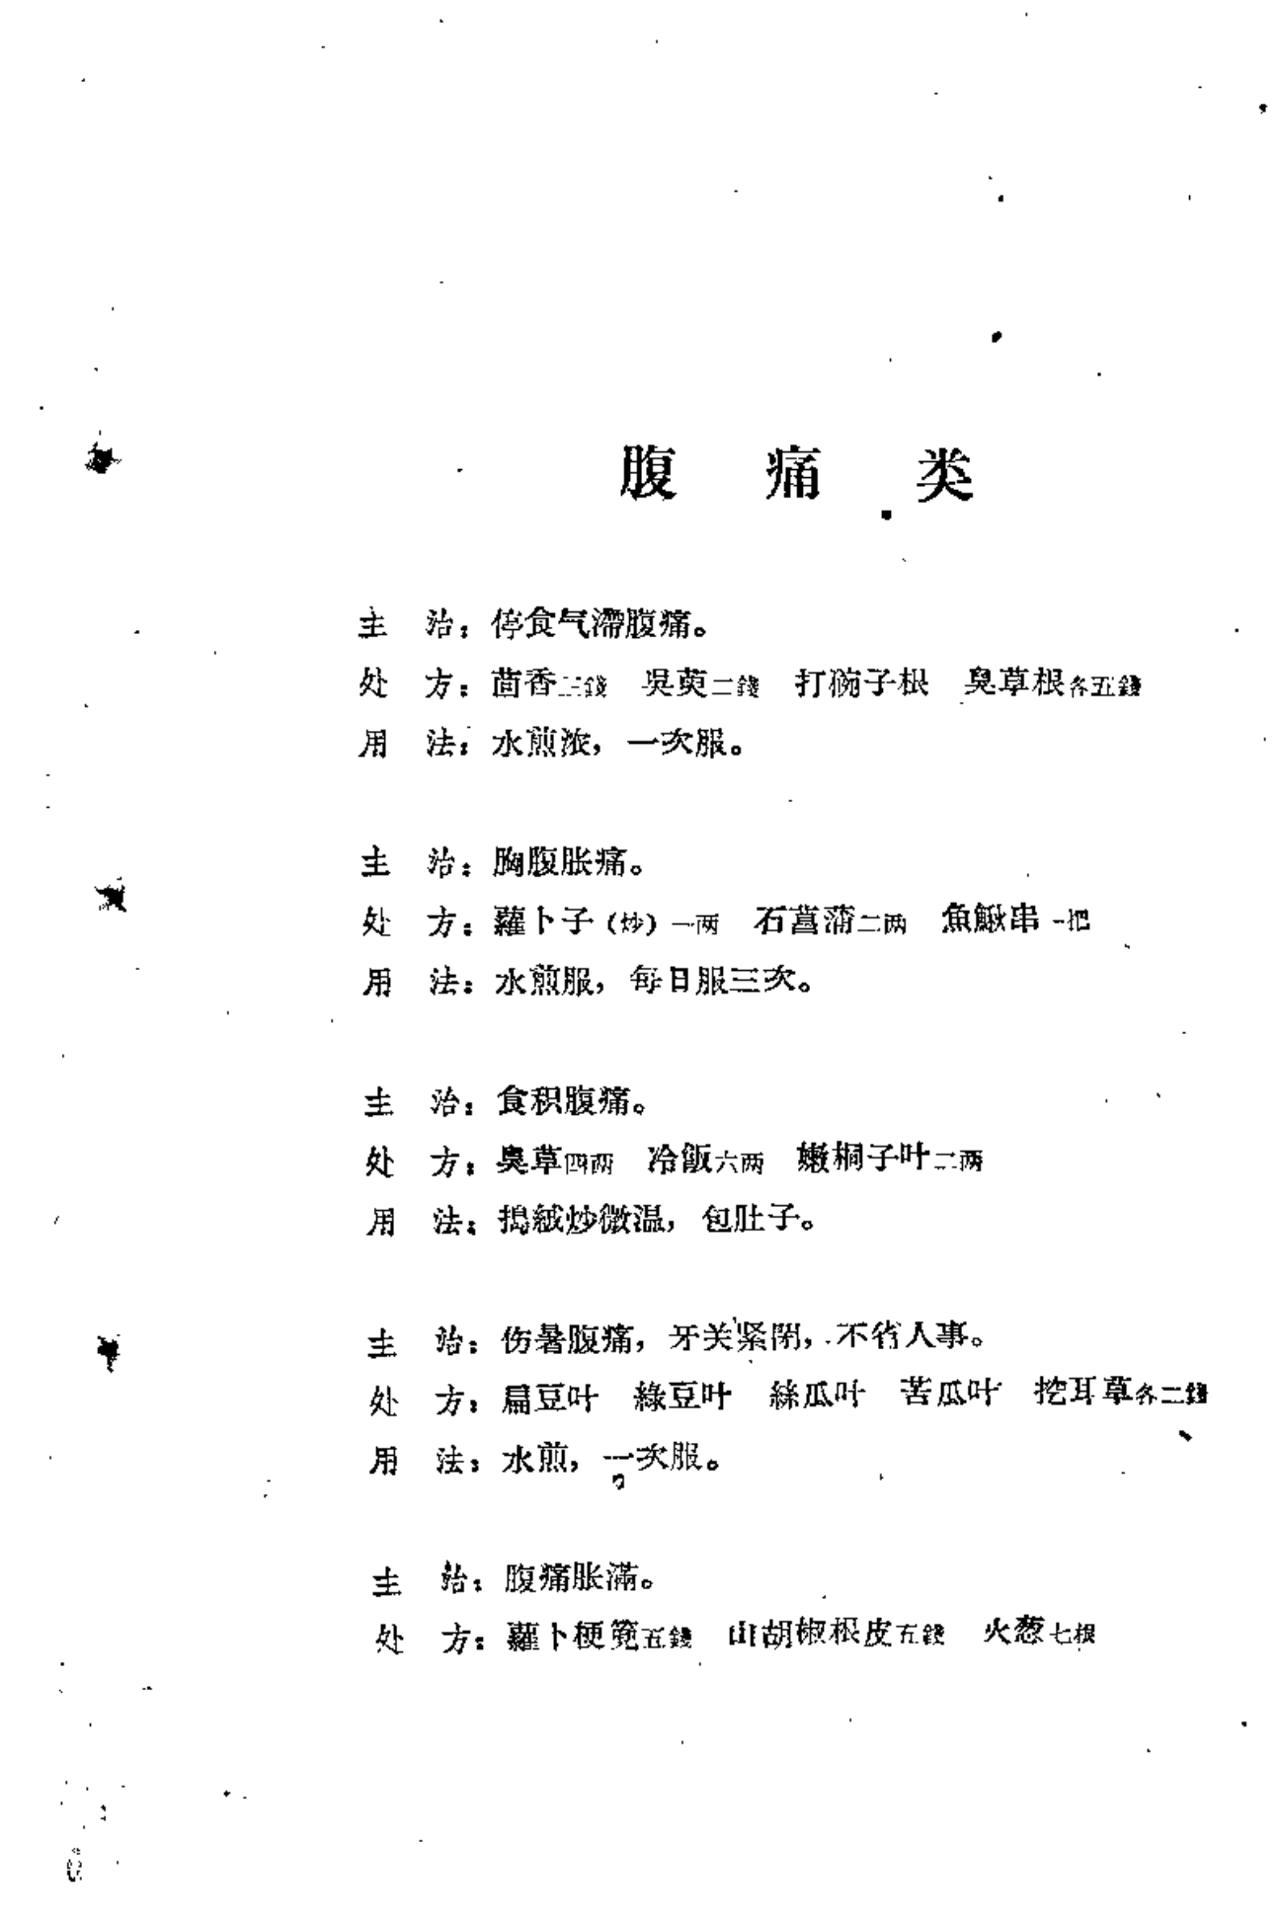 腹痛类
主 治：停食气滯腹痛。
处 方：茴香三錢 吳萸二錢 打碗子根 臭草根各五錢
用 法：水煎浓，一次服。
主 治：胸腹胀痛。
处 方：蘿卜子（炒）一两 石菖蒲二两 魚鰍串一把
用 法：水煎服，每日服三次。
主 治：食积腹痛。
处 方：臭草四两 冷飯六两 嫩桐子叶二两
用 法：搗絨炒微温，包肚子。
主 治：伤暑腹痛，牙关紧閉，不省人事。
处 方：扁豆叶 綠豆叶 絲瓜叶 苦瓜叶 挖耳草各二錢
用 法：水煎，一次服。
主 治：腹痛胀滿。
处 方：蘿卜梗篼五錢 山胡椒根皮五錢 火葱七根